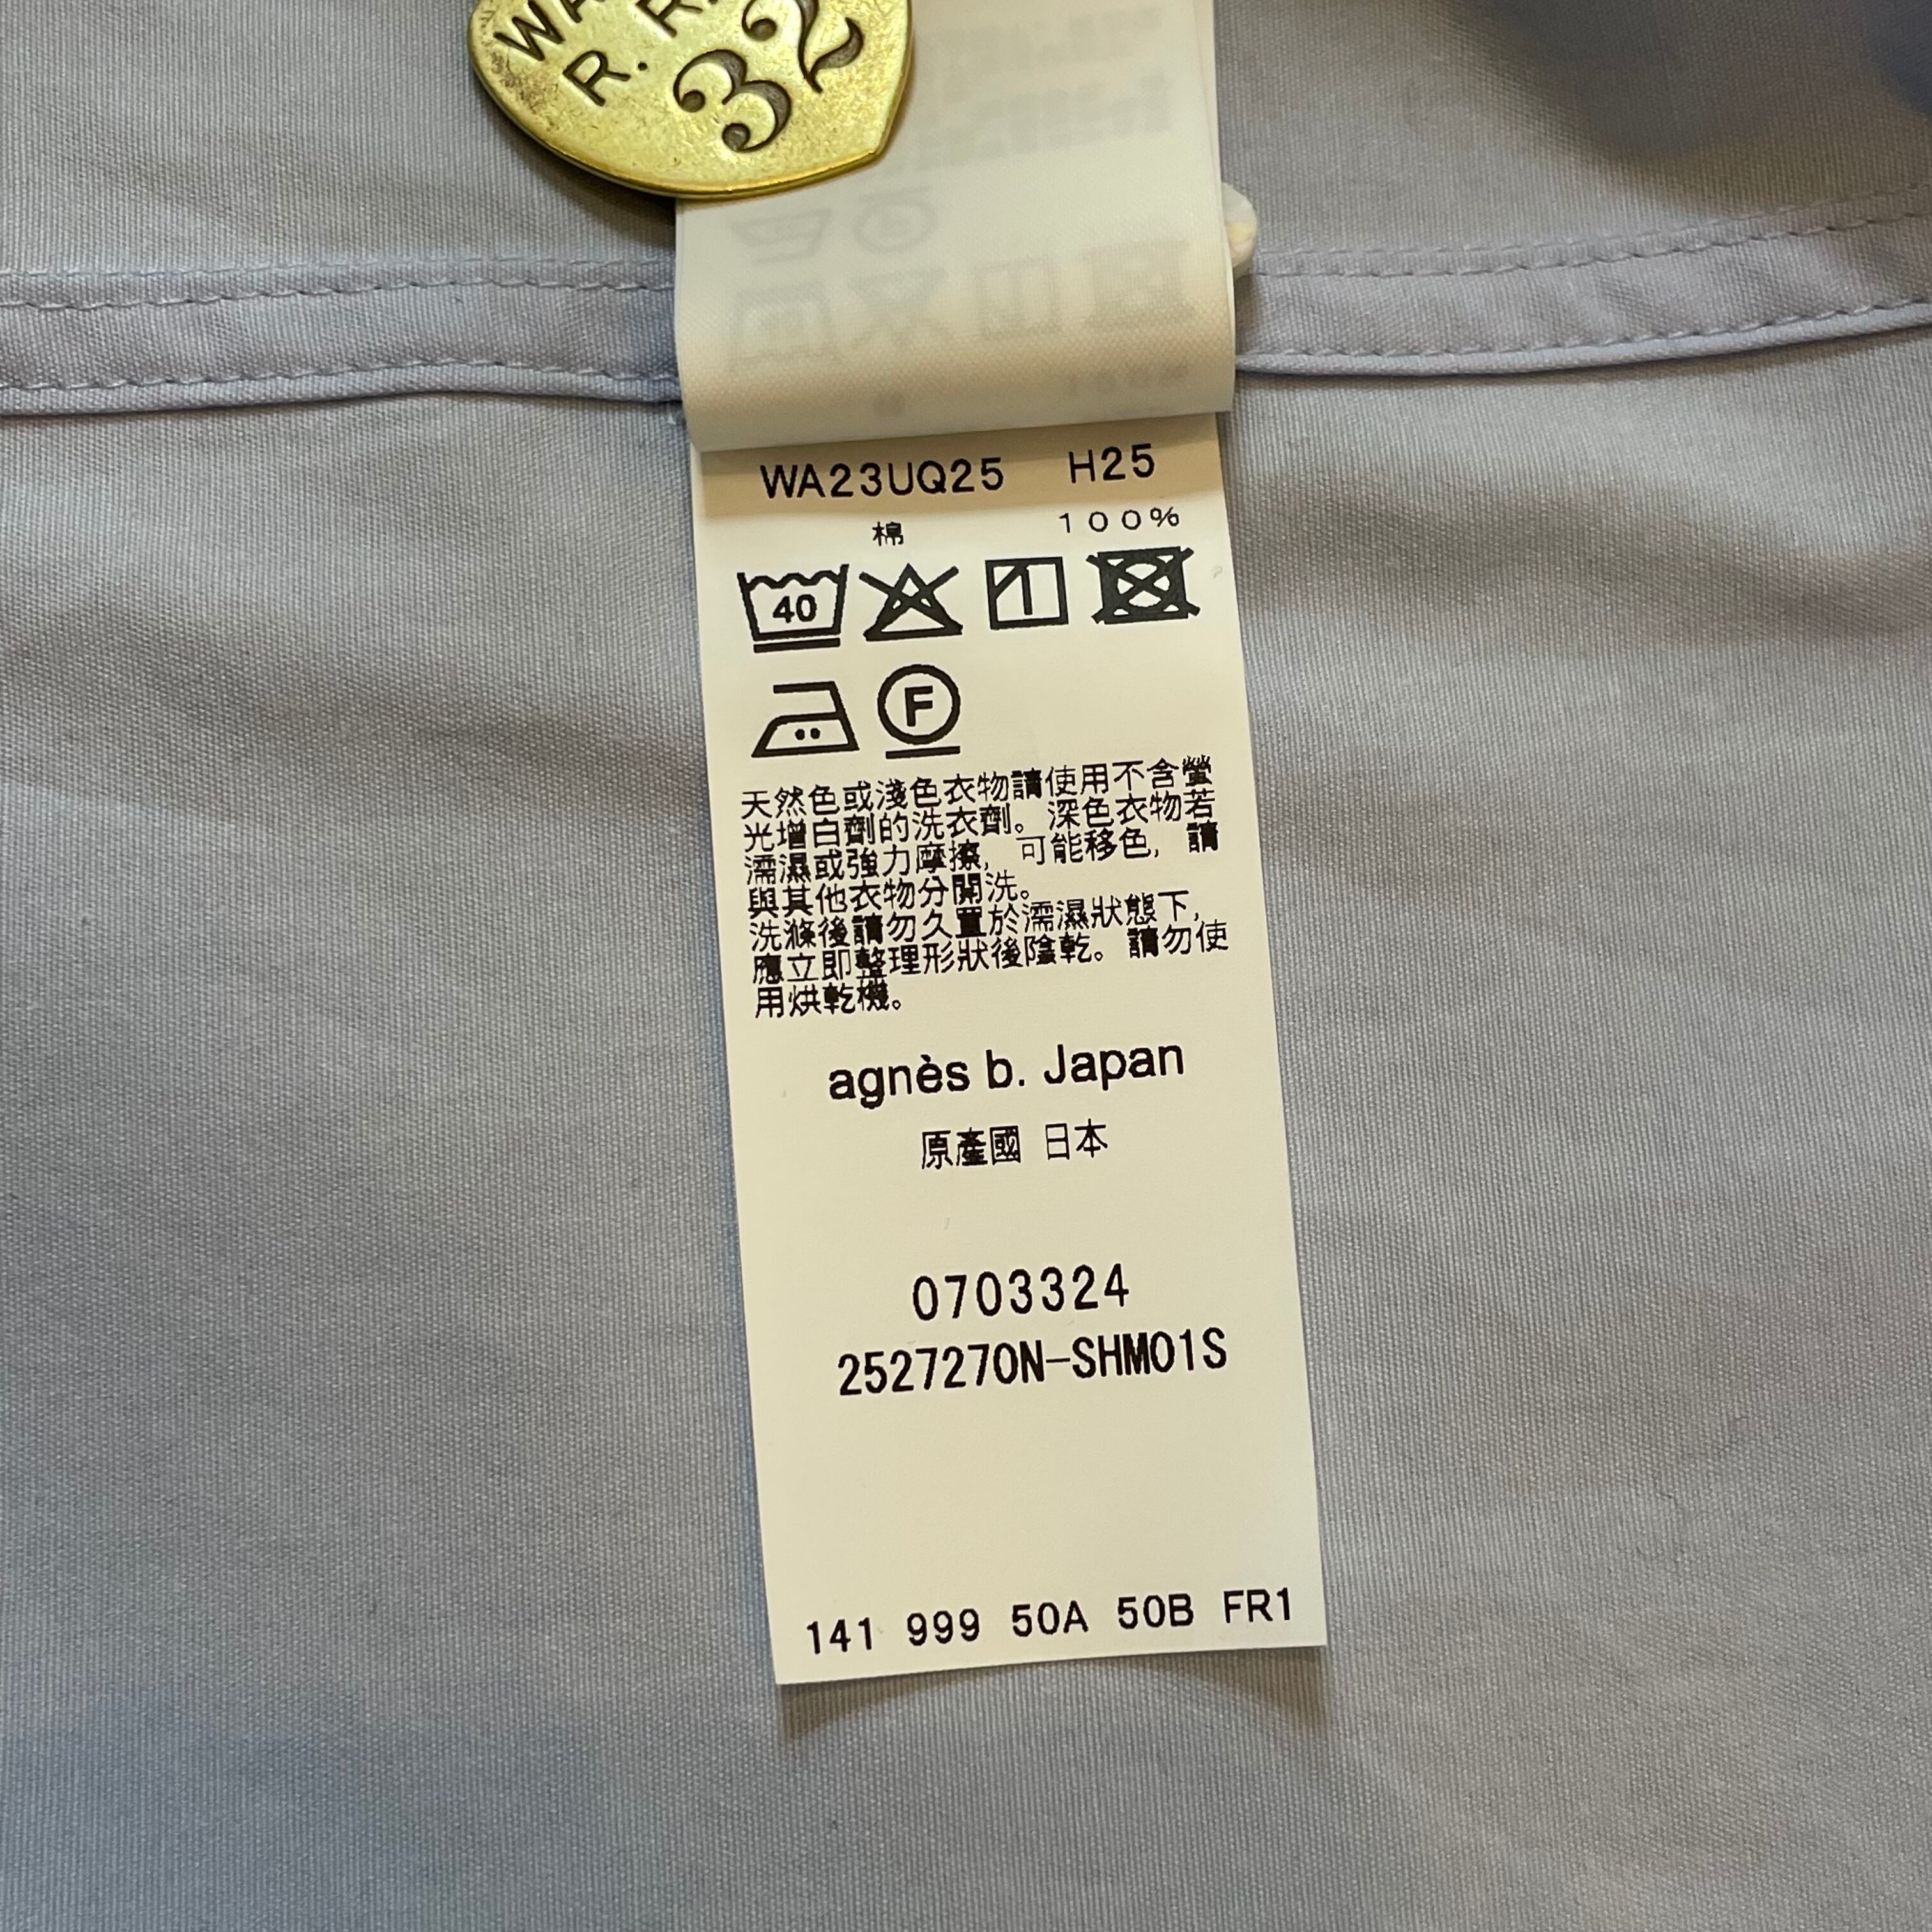 R. R
32
WA23UQ25 H25
棉 100%
40
F
天然色或淺色衣物請使用不含螢
光增白劑的洗衣劑。深色衣物若
濡濕或強力摩擦，可能移色，請
與其他衣物分開洗。
洗滌後請勿久置於濡濕狀態下，
應立即整理形狀後陰乾。請勿使
用烘乾機。
agnès b. Japan
原產國 日本
0703324
2527270N-SHM01S
141 999 50A 50B FR1